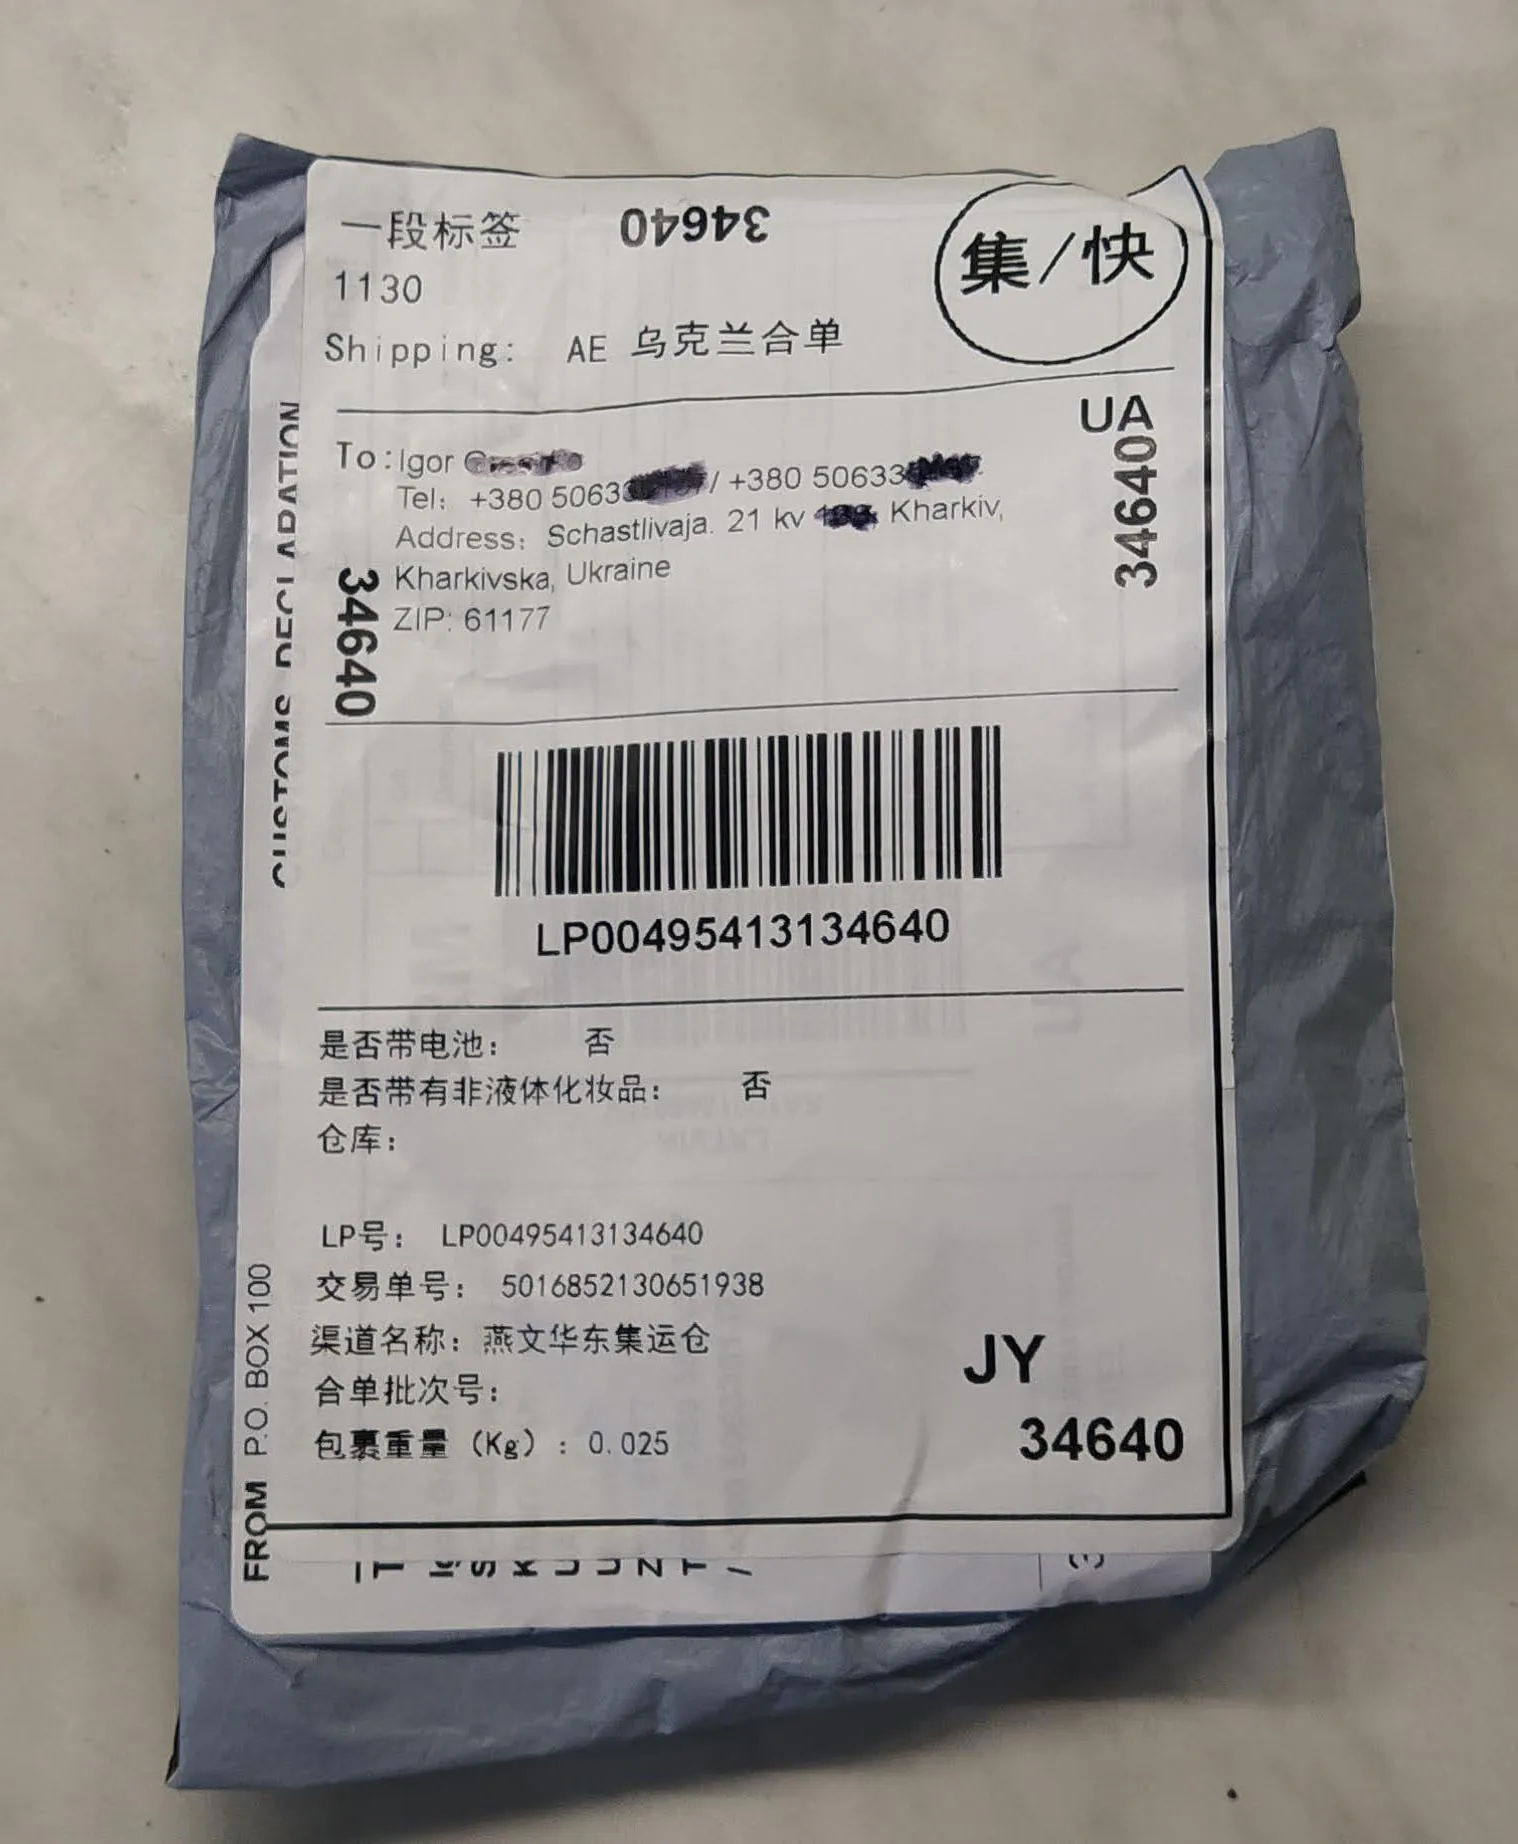 一段标签
34640
集/快
1130
Shipping: AE 乌克兰合单
UA
34640
To: Igor
Tel: +380 5063 / +380 50633
Address: Schastlivaja. 21 kv Kharkiv,
Kharkivska, Ukraine
ZIP: 61177
34640
CUSTOMS DECLARATION
LP00495413134640
是否带电池： 否
是否带有非液体化妆品： 否
仓库：
LP号： LP00495413134640
交易单号： 5016852130651938
渠道名称：燕文华东集运仓
合单批次号：
包裹重量（Kg）：0.025
JY
34640
FROM P.O. BOX 100